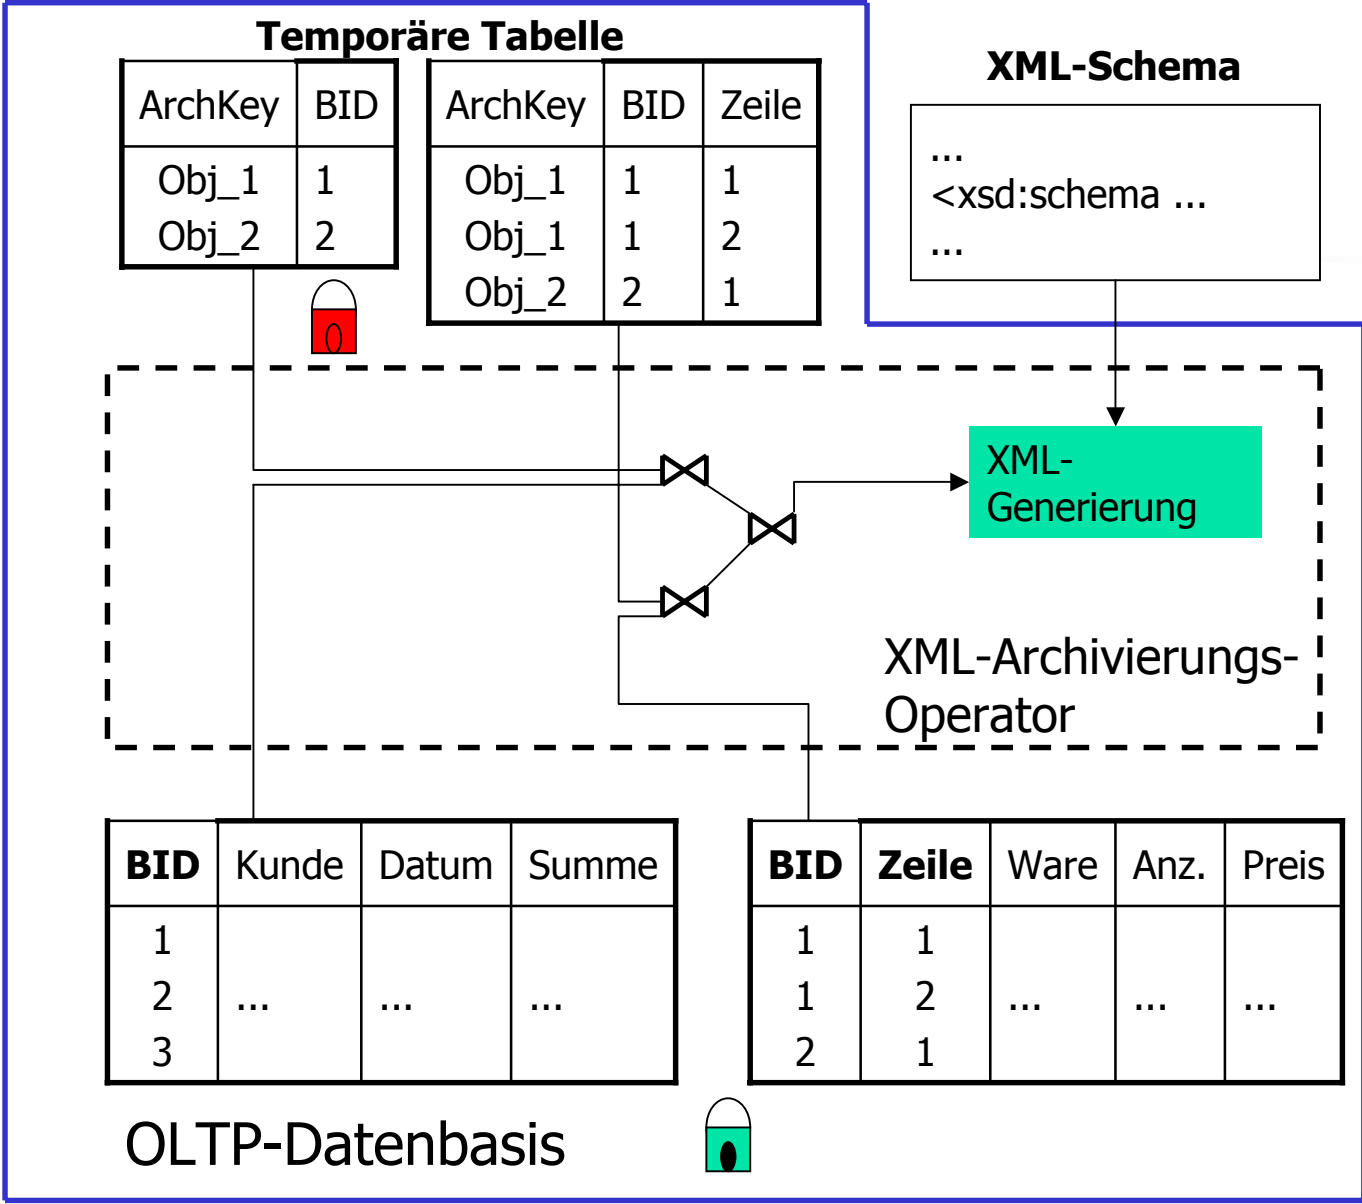 Temporäre Tabelle
XML-Schema
ArchKey BID
Obj_1 1
Obj_2 2
ArchKey BID Zeile
Obj_1 1 1
Obj_1 1 2
Obj_2 2 1
...
<xsd:schema ...
...
XML-
Generierung
XML-Archivierungs-
Operator
BID Kunde Datum Summe
1
2 ... ... ...
3
BID Zeile Ware Anz. Preis
1 1
1 2 ... ... ...
2 1
OLTP-Datenbasis